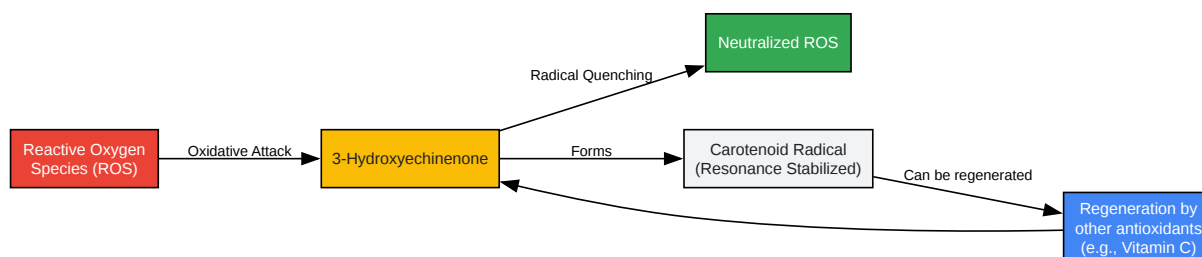 Neutralized ROS
Radical Quenching
Reactive Oxygen
Species (ROS)
Oxidative Attack
3-Hydroxyechinenone
Forms
Carotenoid Radical
(Resonance Stabilized)
Can be regenerated
Regeneration by
other antioxidants
(e.g., Vitamin C)